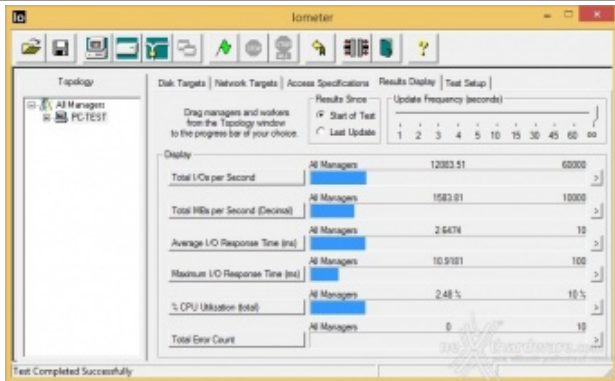 Io
Iometer
Topology
All Managers
PC-TEST
Disk Targets
Network Targets
Access Specifications
Results Display
Test Setup
Drag managers and workers
from the Topology window
to the progress bar of your choice.
Results Since
Start of Test
Last Update
Update Frequency (seconds)
1 2 3 4 5 10 15 30 45 60 ∞
Display
All Managers 12083.51 60000
Total I/Os per Second
All Managers 1583.81 10000
Total MBs per Second (Decimal)
All Managers 2.6474 10
Average I/O Response Time (ms)
All Managers 10.9101 100
Maximum I/O Response Time (ms)
All Managers 2.48 % 10 %
% CPU Utilization (total)
All Managers 0 10
Total Error Count
Test Completed Successfully